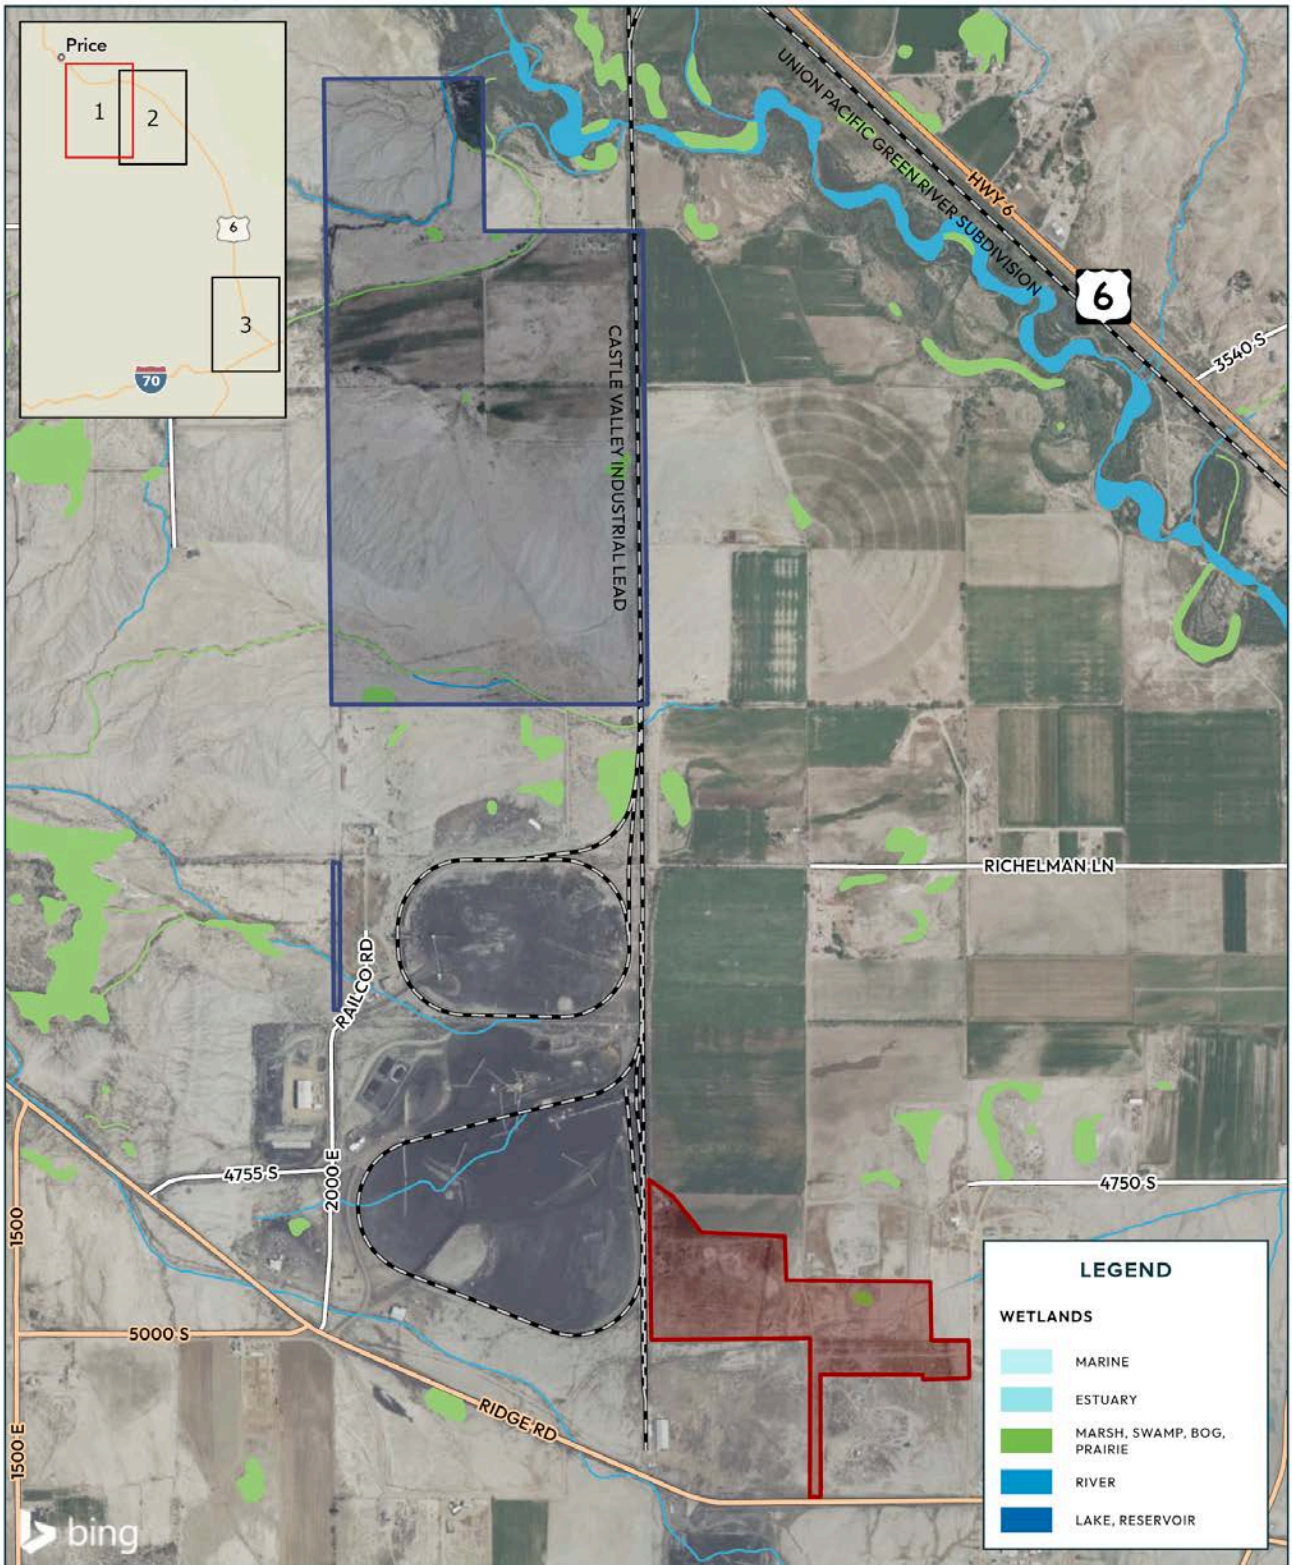 Price
1
2
6
3
70
UNION PACIFIC GREEN RIVER SUBDIVISION
HWY 6
6
3540 S
CASTLE VALLEY INDUSTRIAL LEAD
RICHELMAN LN
RAILCO RD
4755 S
2000 E
4750 S
1500
5000 S
RIDGE RD
1500 E
LEGEND
WETLANDS
MARINE
ESTUARY
MARSH, SWAMP, BOG,
PRAIRIE
RIVER
LAKE, RESERVOIR
bing